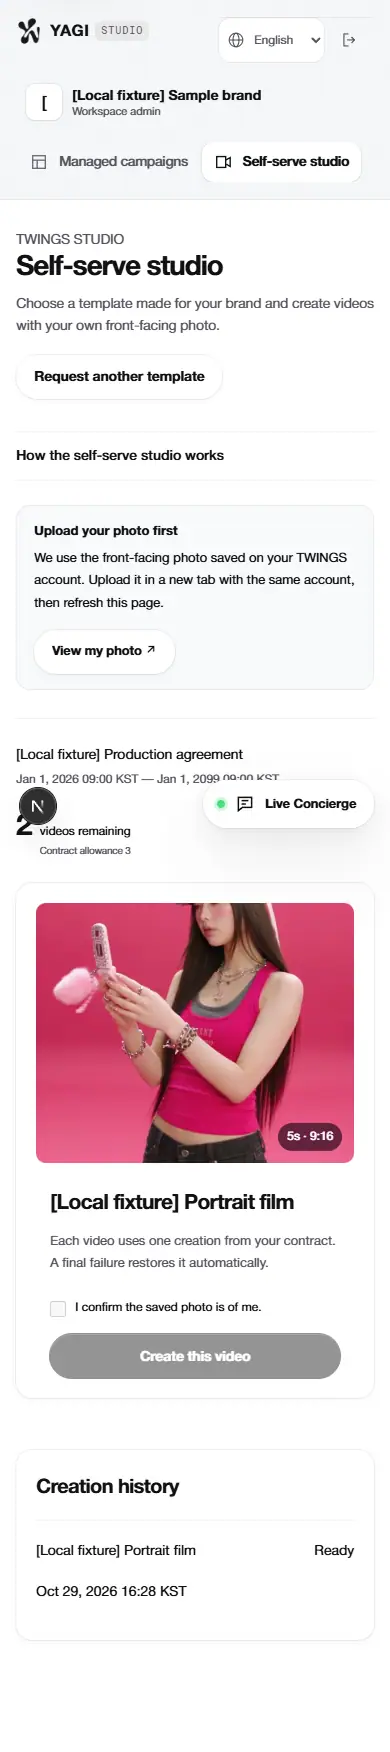 YAGI STUDIO
English
[
[Local fixture] Sample brand
Workspace admin
Managed campaigns
Self-serve studio
TWINGS STUDIO
Self-serve studio
Choose a template made for your brand and create videos
with your own front-facing photo.
Request another template
How the self-serve studio works
Upload your photo first
We use the front-facing photo saved on your TWINGS
account. Upload it in a new tab with the same account,
then refresh this page.
View my photo ↗
[Local fixture] Production agreement
Jan 1, 2026 09:00 KST — Jan 1, 2099 09:00 KST
N
Live Concierge
2 videos remaining
Contract allowance 3
5s · 9:16
[Local fixture] Portrait film
Each video uses one creation from your contract.
A final failure restores it automatically.
I confirm the saved photo is of me.
Create this video
Creation history
[Local fixture] Portrait film
Ready
Oct 29, 2026 16:28 KST